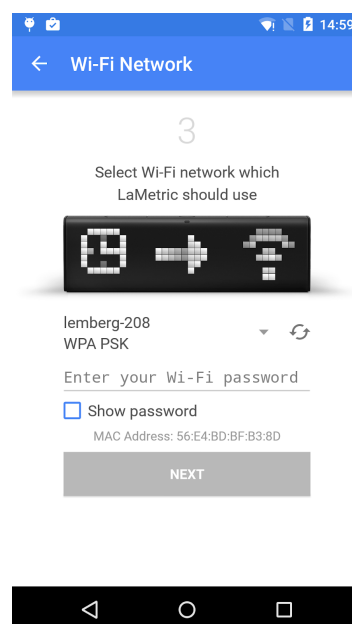 14:59
Wi-Fi Network
3
Select Wi-Fi network which
LaMetric should use
lemberg-208
WPA PSK
Enter your Wi-Fi password
Show password
MAC Address: 56:E4:BD:BF:B3:8D
NEXT